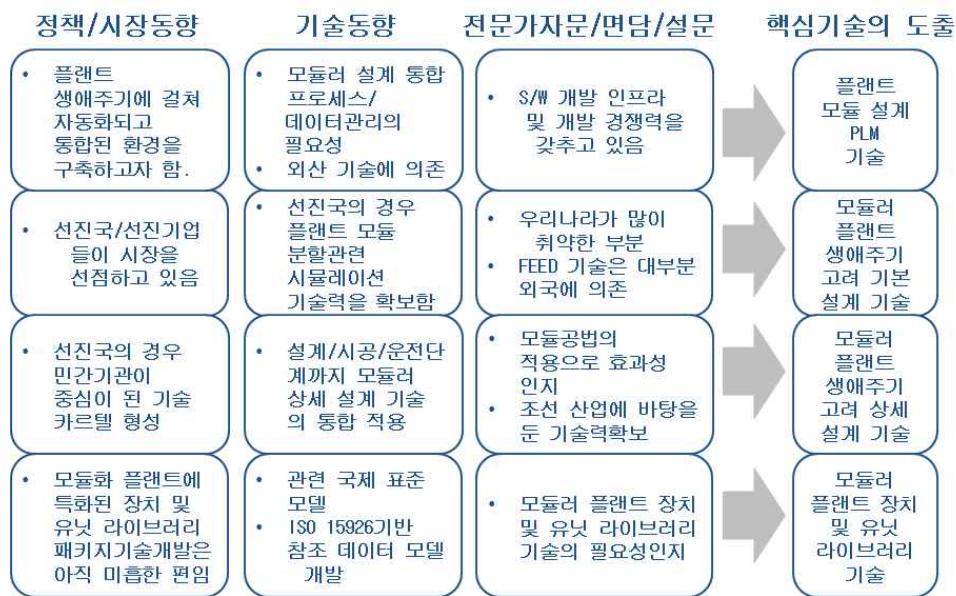 정책/시장동향
기술동향
전문가자문/면담/설문
핵심기술의 도출
• 플랜트
생애주기에 걸쳐
자동화되고
통합된 환경을
구축하고자 함.
• 모듈러 설계 통합
프로세스/
데이터관리의
필요성
• 외산 기술에 의존
• S/W 개발 인프라
및 개발 경쟁력을
갖추고 있음
플랜트
모듈 설계
PLM
기술
• 선진국/선진기업
들이 시장을
선점하고 있음
• 선진국의 경우
플랜트 모듈
분할관련
시뮬레이션
기술력을 확보함
• 우리나라가 많이
취약한 부분
• FEED 기술은 대부분
외국에 의존
모듈러
플랜트
생애주기
고려 기본
설계 기술
• 선진국의 경우
민간기관이
중심이 된 기술
카르텔 형성
• 설계/시공/운전단
계까지 모듈러
상세 설계 기술
의 통합 적용
• 모듈공법의
적용으로 효과성
인지
• 조선 산업에 바탕을
둔 기술력확보
모듈러
플랜트
생애주기
고려 상세
설계 기술
• 모듈화 플랜트에
특화된 장치 및
유닛 라이브러리
패키지기술개발은
아직 미흡한 편임
• 관련 국제 표준
모델
• ISO 15926기반
참조 데이터 모델
개발
• 모듈러 플랜트 장치
및 유닛 라이브러리
기술의 필요성인지
모듈러
플랜트 장치
및 유닛
라이브러리
기술